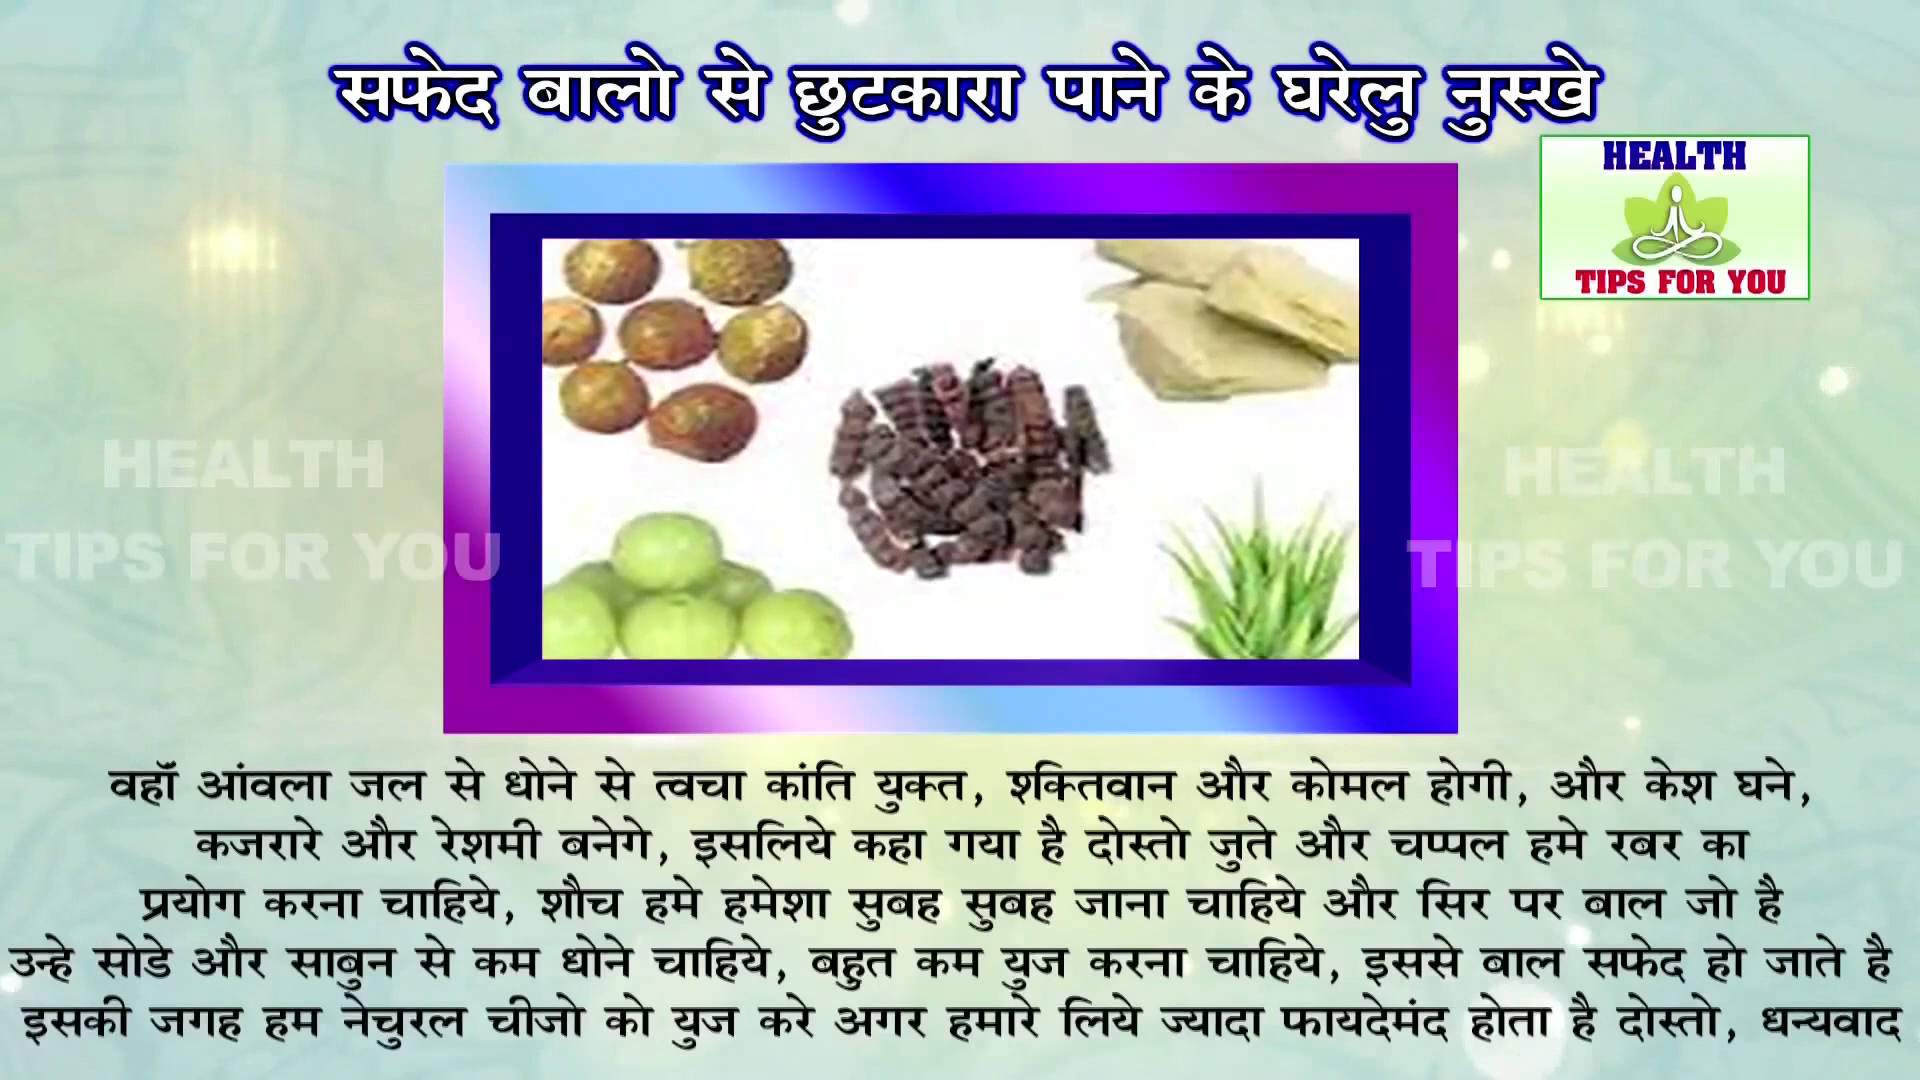 सफेद बालो से छुटकारा पाने के घरेलु नुस्खे
HEALTH
TIPS FOR YOU
HEALTH
TIPS FOR YOU
HEALTH
TIPS FOR YOU
वहॉं आंवला जल से धोने से त्वचा कांति युक्त, श्क्तिवान और कोमल होगी, और केश घने,
कजरारे और रेशमी बनेगे, इसलिये कहा गया है दोस्तो जुते और चप्पल हमे रबर का
प्रयोग करना चाहिये, शौच हमे हमेशा सुबह सुबह जाना चाहिये और सिर पर बाल जो है
उन्हे सोडे और साबुन से कम धोने चाहिये, बहुत कम युज करना चाहिये, इससे बाल सफेद हो जाते है
इसकी जगह हम नेचुरल चीजो को युज करे अगर हमारे लिये ज्यादा फायदेमंद होता है दोस्तो, धन्यवाद